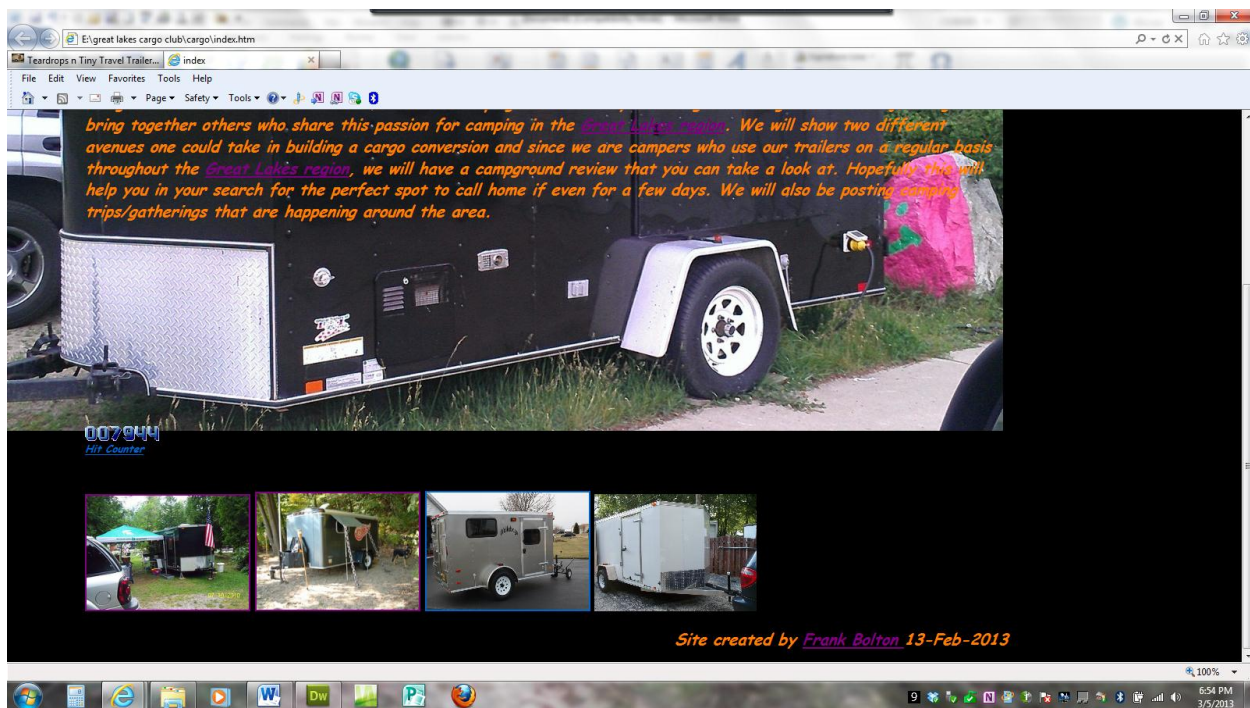 E:\great lakes cargo club\cargo\index.htm
Teardrops n Tiny Travel Trailer... index
File Edit View Favorites Tools Help
Page Safety Tools
bring together others who share this passion for camping in the Great Lakes region. We will show two different
avenues one could take in building a cargo conversion and since we are campers who use our trailers on a regular basis
throughout the Great Lakes region, we will have a campground review that you can take a look at. Hopefully this will
help you in your search for the perfect spot to call home if even for a few days. We will also be posting camping
trips/gatherings that are happening around the area.
007944
Hit Counter
Site created by Frank Bolton 13-Feb-2013
100%
Dw
6:54 PM
3/5/2013